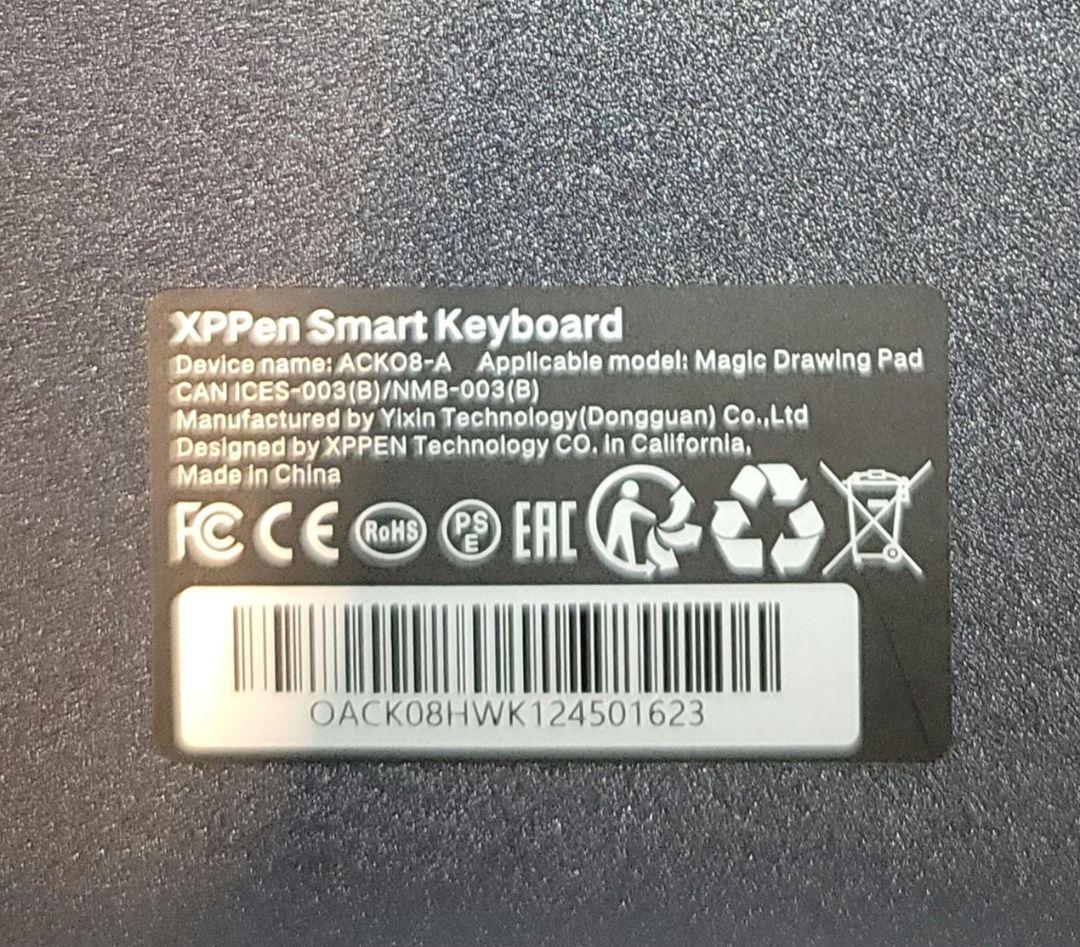 XPPen Smart Keyboard
Device name: ACK08-A Applicable model: Magic Drawing Pad
CAN ICES-003(B)/NMB-003(B)
Manufactured by Yixin Technology(Dongguan) Co.,Ltd
Designed by XPPEN Technology CO. in California,
Made in China
FC CE RoHS PS E EAC
OACK08HWK124501623